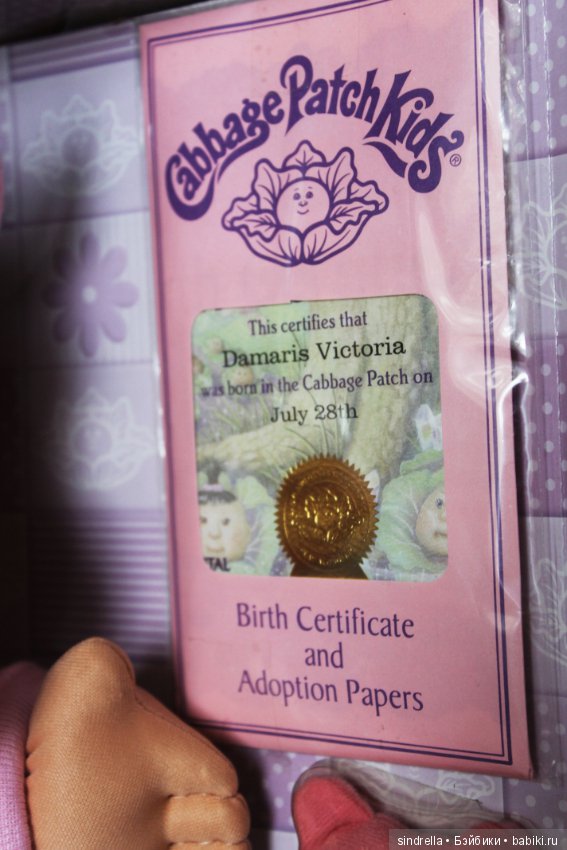 Cabbage Patch Kids®
This certifies that
Damaris Victoria
was born in the Cabbage Patch on
July 28th
TAL
Birth Certificate
and
Adoption Papers
sindrella • Бэйбики • babiki.ru